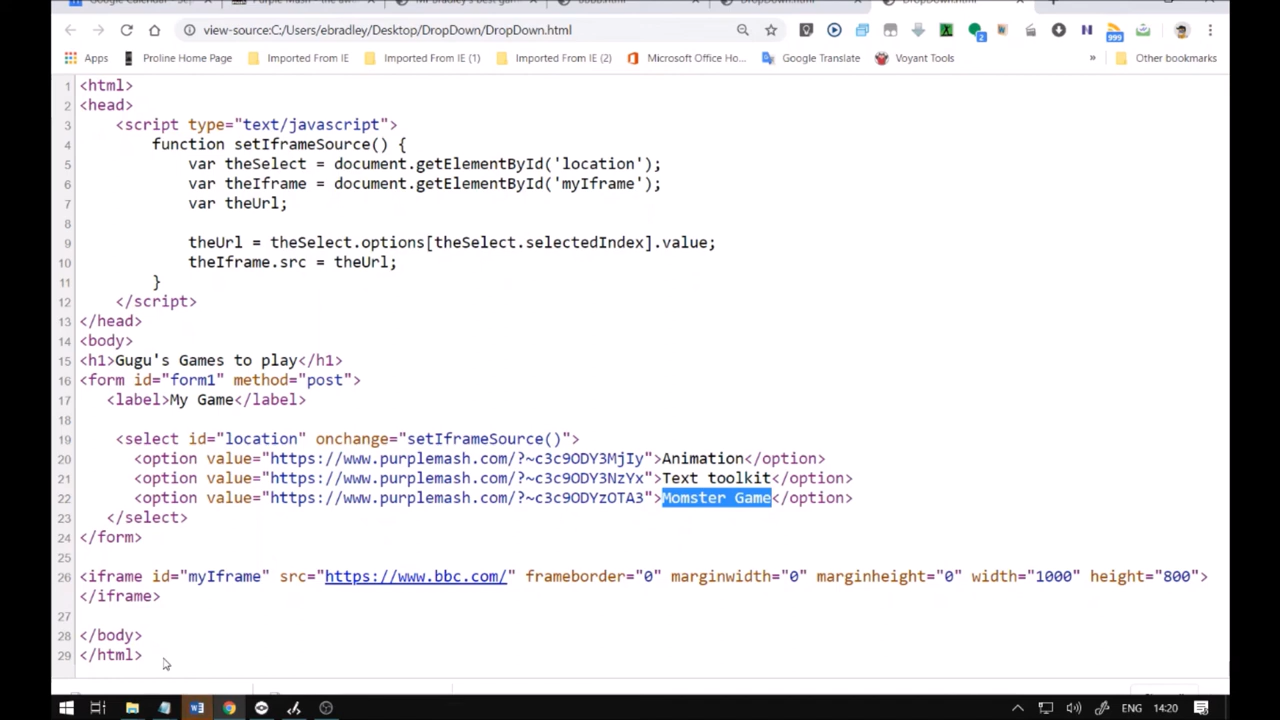 view-source:C:/Users/ebradley/Desktop/DropDown/DropDown.html
999
2
Apps Proline Home Page Imported From IE Imported From IE (1) Imported From IE (2) Microsoft Office Ho... Google Translate Voyant Tools » Other bookmarks
1 <html>
2 <head>
3 <script type="text/javascript">
4 function setIframeSource() {
5 var theSelect = document.getElementById('location');
6 var theIframe = document.getElementById('myIframe');
7 var theUrl;
8
9 theUrl = theSelect.options[theSelect.selectedIndex].value;
10 theIframe.src = theUrl;
11 }
12 </script>
13 </head>
14 <body>
15 <h1>Gugu's Games to play</h1>
16 <form id="form1" method="post">
17 <label>My Game</label>
18
19 <select id="location" onchange="setIframeSource()">
20 <option value="https://www.purplemash.com/?~c3c9ODY3MjIy">Animation</option>
21 <option value="https://www.purplemash.com/?~c3c9ODY3NzYx">Text toolkit</option>
22 <option value="https://www.purplemash.com/?~c3c9ODYzOTA3">Momster Game</option>
23 </select>
24 </form>
25
26 <iframe id="myIframe" src="https://www.bbc.com/" frameborder="0" marginwidth="0" marginheight="0" width="1000" height="800">
</iframe>
27
28 </body>
29 </html>
ENG 14:20